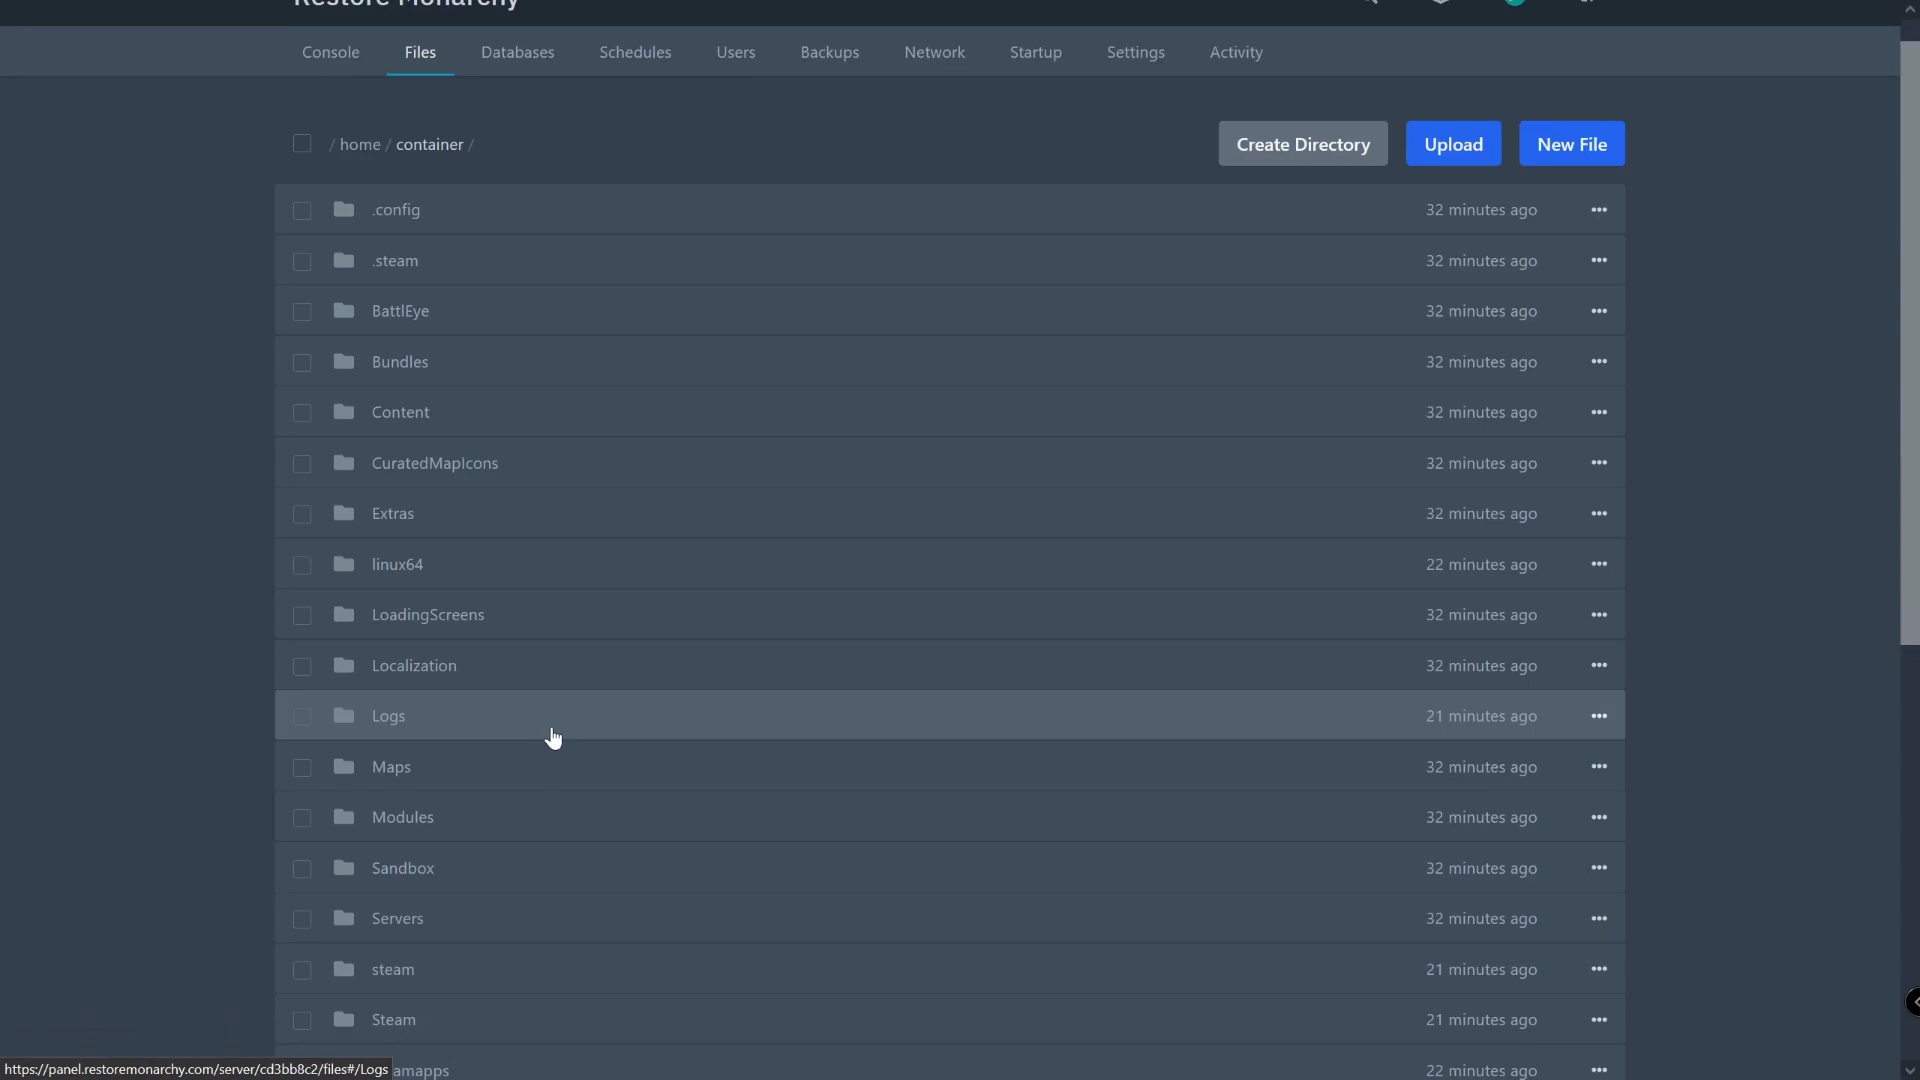 Restore Monarchy
Console Files Databases Schedules Users Backups Network Startup Settings Activity
/ home / container /
Create Directory Upload New File
.config 32 minutes ago
.steam 32 minutes ago
BattlEye 32 minutes ago
Bundles 32 minutes ago
Content 32 minutes ago
CuratedMapIcons 32 minutes ago
Extras 32 minutes ago
linux64 22 minutes ago
LoadingScreens 32 minutes ago
Localization 32 minutes ago
Logs 21 minutes ago
Maps 32 minutes ago
Modules 32 minutes ago
Sandbox 32 minutes ago
Servers 32 minutes ago
steam 21 minutes ago
Steam 21 minutes ago
amapps 22 minutes ago
https://panel.restoremonarchy.com/server/cd3bb8c2/files#/Logs